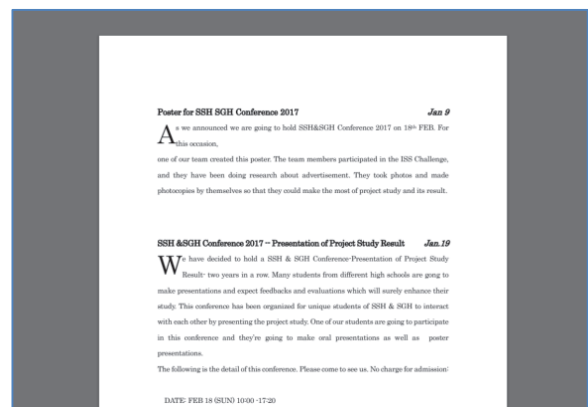 Poster for SSH SGH Conference 2017 Jan 9
As we announced we are going to hold SSH&SGH Conference 2017 on 18th FEB. For
this occasion,
one of our team created this poster. The team members participated in the ISS Challenge,
and they have been doing research about advertisement. They took photos and made
photocopies by themselves so that they could make the most of project study and its result.
SSH &SGH Conference 2017 – Presentation of Project Study Result Jan.19
We have decided to hold a SSH & SGH Conference-Presentation of Project Study
Result- two years in a row. Many students from different high schools are gong to
make presentations and expect feedbacks and evaluations which will surely enhance their
study. This conference has been organized for unique students of SSH & SGH to interact
with each other by presenting the project study. One of our students are going to participate
in this conference and they're going to make oral presentations as well as poster
presentations.
The following is the detail of this conference. Please come to see us. No charge for admission:
DATE: FEB 18 (SUN) 10:00 -17:20